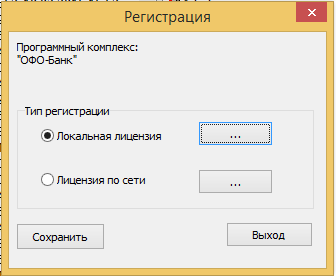 Регистрация
Программный комплекс:
"ОФО-Банк"
Тип регистрации
Локальная лицензия
...
Лицензия по сети
...
Сохранить
Выход